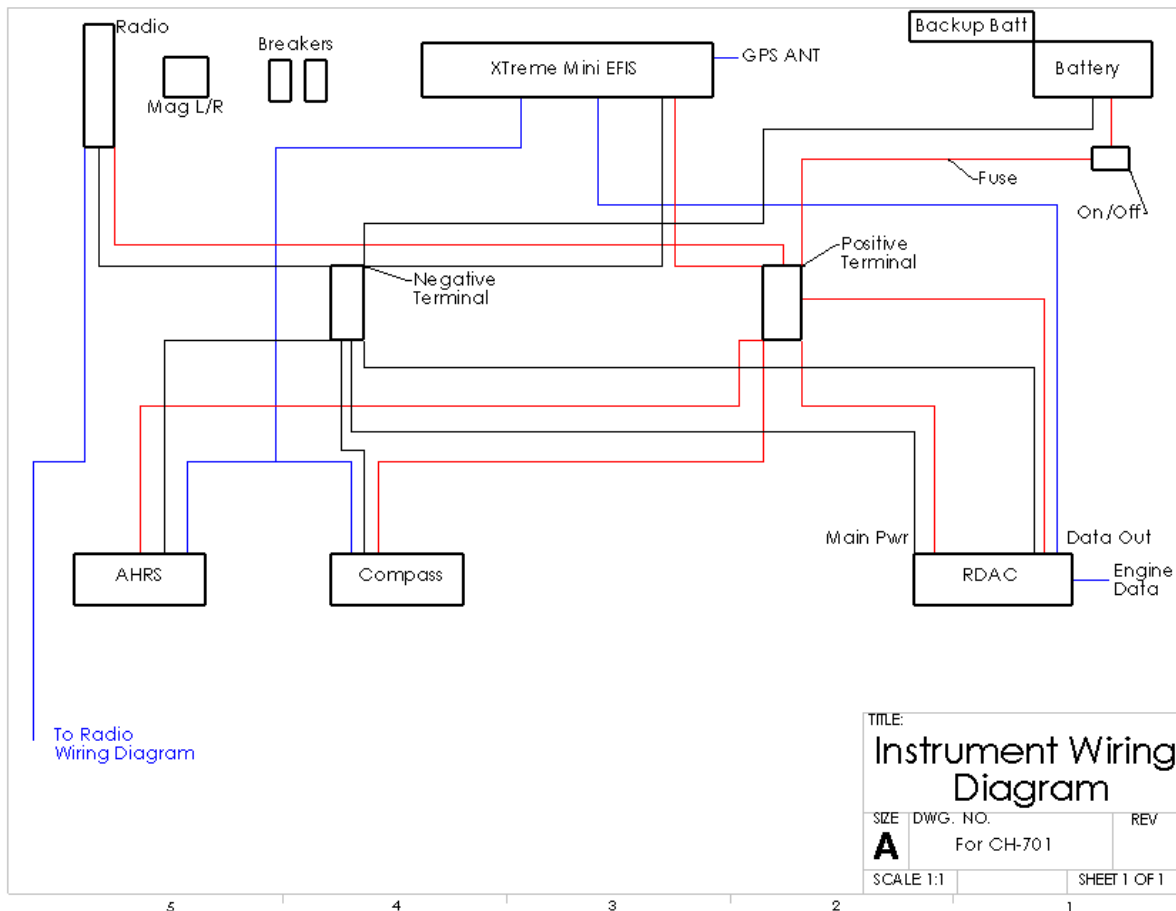 Radio
Breakers
Mag L/R
XTreme Mini EFIS
GPS ANT
Backup Batt
Battery
Fuse
On/Off
Positive
Terminal
Negative
Terminal
Main Pwr
Data Out
AHRS
Compass
RDAC
Engine
Data
To Radio
Wiring Diagram
TITLE:
Instrument Wiring
Diagram
SIZE
DWG. NO.
REV
A
For CH-701
SCALE 1:1
SHEET 1 OF 1
5
4
3
2
1